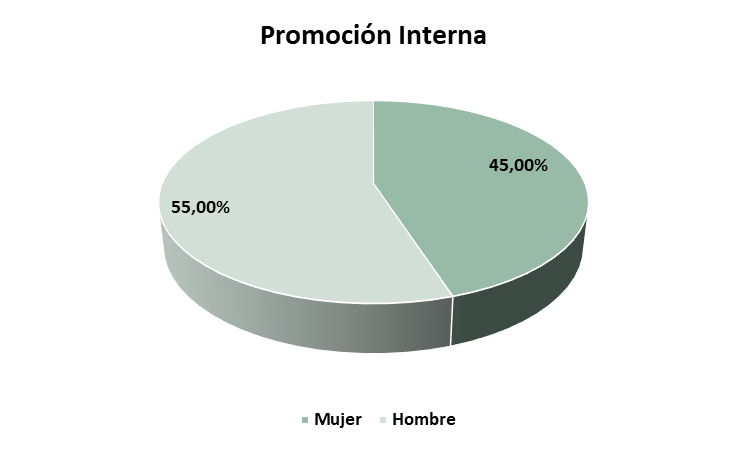 Promoción Interna
45,00%
55,00%
Mujer Hombre